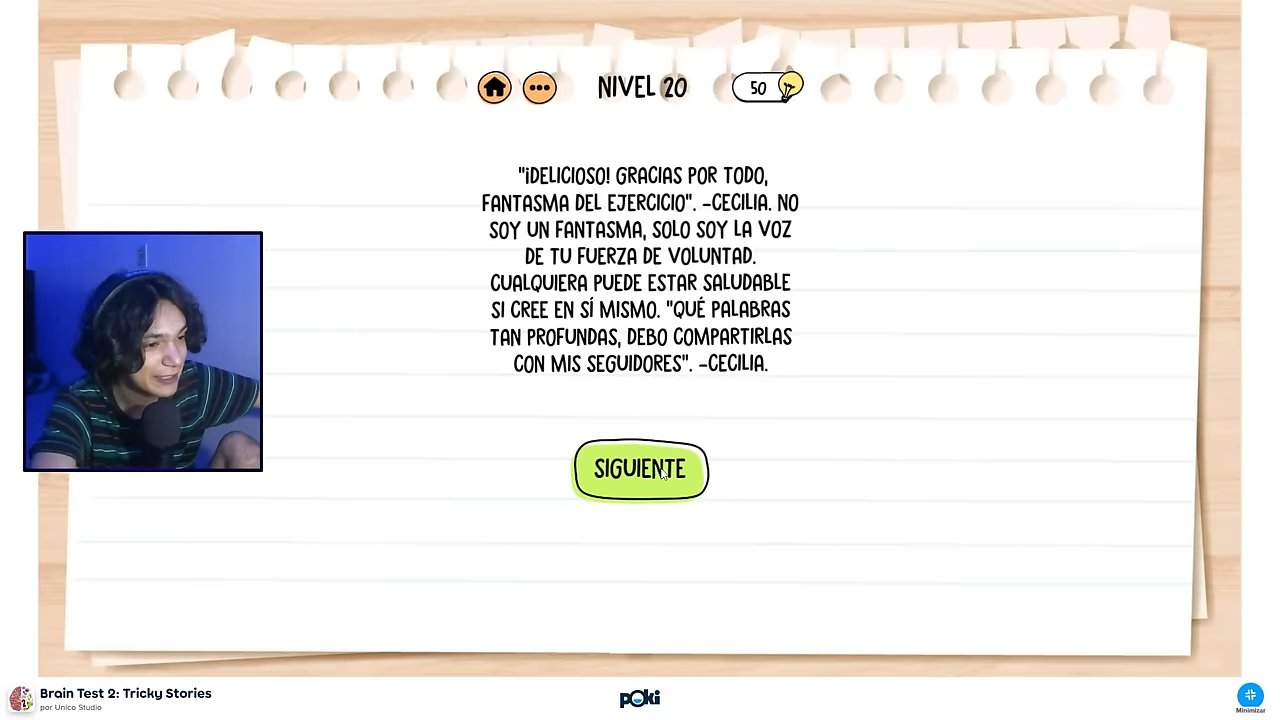 NIVEL 20
50
"¡DELICIOSO! GRACIAS POR TODO,
FANTASMA DEL EJERCICIO". -CECILIA. NO
SOY UN FANTASMA, SOLO SOY LA VOZ
DE TU FUERZA DE VOLUNTAD.
CUALQUIERA PUEDE ESTAR SALUDABLE
SI CREE EN SÍ MISMO. "QUÉ PALABRAS
TAN PROFUNDAS, DEBO COMPARTIRLAS
CON MIS SEGUIDORES". -CECILIA.
SIGUIENTE
Brain Test 2: Tricky Stories
por Unico Studio
poki
Minimizar